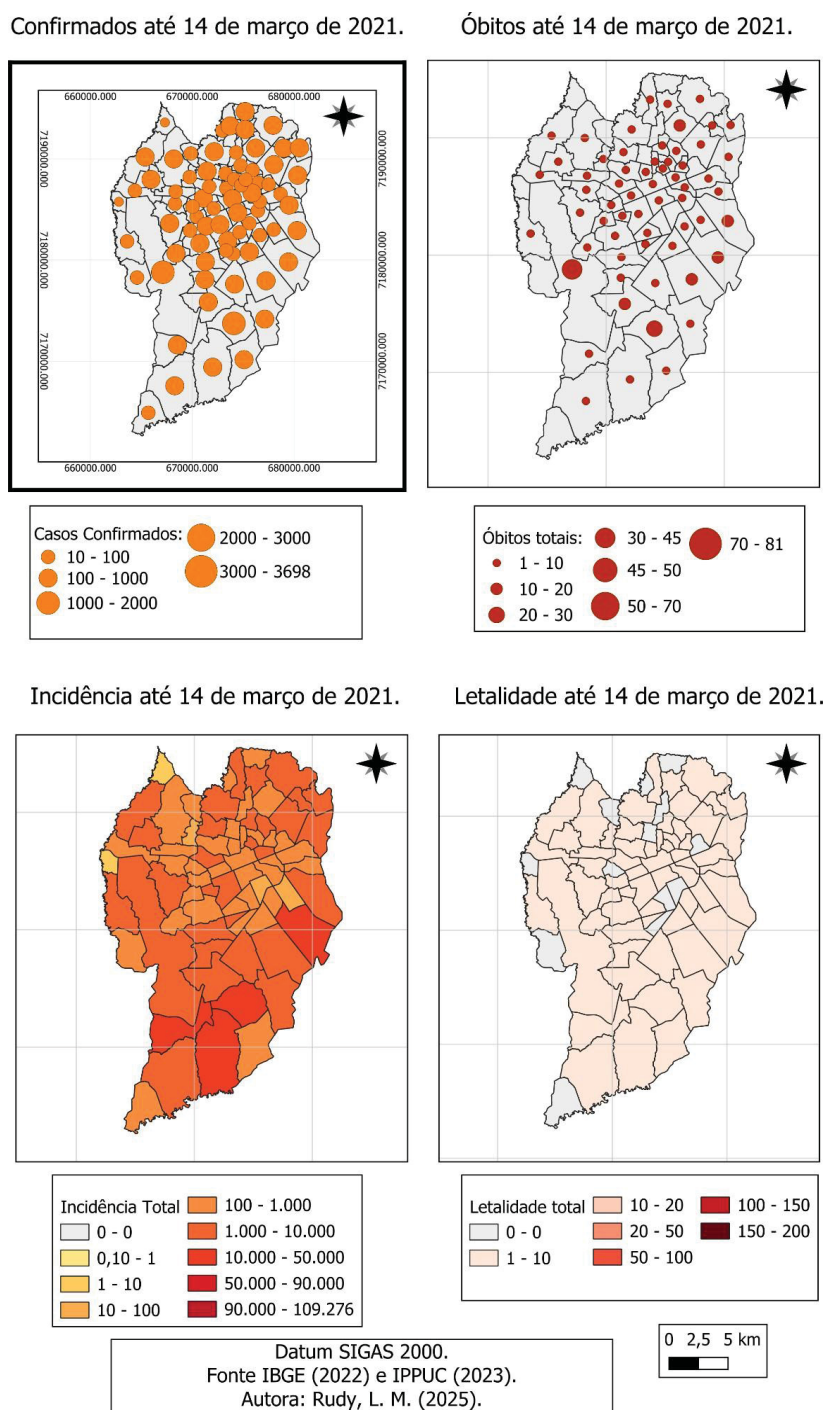 Confirmados até 14 de março de 2021.
Óbitos até 14 de março de 2021.
660000.000 670000.000 680000.000
7190000.000 7190000.000
7180000.000 7180000.000
7170000.000 7170000.000
660000.000 670000.000 680000.000
Casos Confirmados:
10 - 100
100 - 1000
1000 - 2000
2000 - 3000
3000 - 3698
Óbitos totais:
1 - 10
10 - 20
20 - 30
30 - 45
45 - 50
50 - 70
70 - 81
Incidência até 14 de março de 2021.
Letalidade até 14 de março de 2021.
Incidência Total
0 - 0
0,10 - 1
1 - 10
10 - 100
100 - 1.000
1.000 - 10.000
10.000 - 50.000
50.000 - 90.000
90.000 - 109.276
Letalidade total
0 - 0
1 - 10
10 - 20
20 - 50
50 - 100
100 - 150
150 - 200
Datum SIGAS 2000.
Fonte IBGE (2022) e IPPUC (2023).
Autora: Rudy, L. M. (2025).
0 2,5 5 km